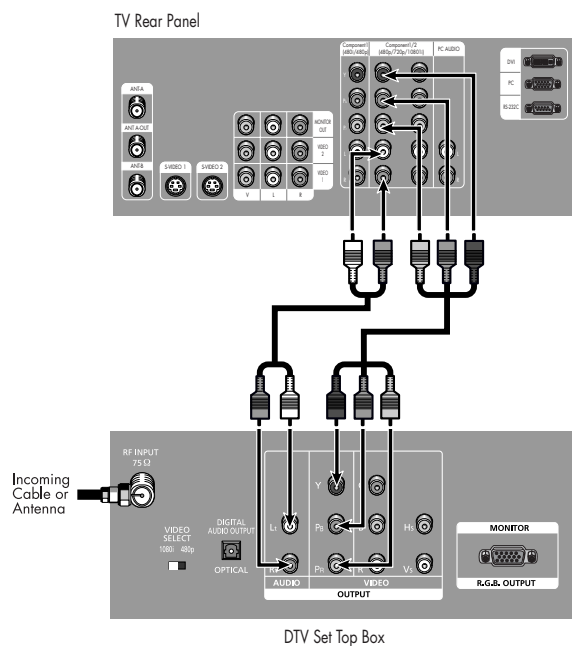 TV Rear Panel
Component1
(480i/480p)
Component1/2
(480p/720p/1080i)
PC AUDIO
DVI
PC
RS-232C
ANT-A
ANT A-OUT
ANT-B
S-VIDEO 1
S-VIDEO 2
MONITOR
OUT
VIDEO
2
VIDEO
1
V
L
R
Incoming
Cable or
Antenna
RF INPUT
75 Ω
VIDEO
SELECT
1080i 480p
DIGITAL
AUDIO OUTPUT
OPTICAL
Y
PB
PR
HS
VS
R
AUDIO
VIDEO
OUTPUT
MONITOR
R.G.B. OUTPUT
DTV Set Top Box